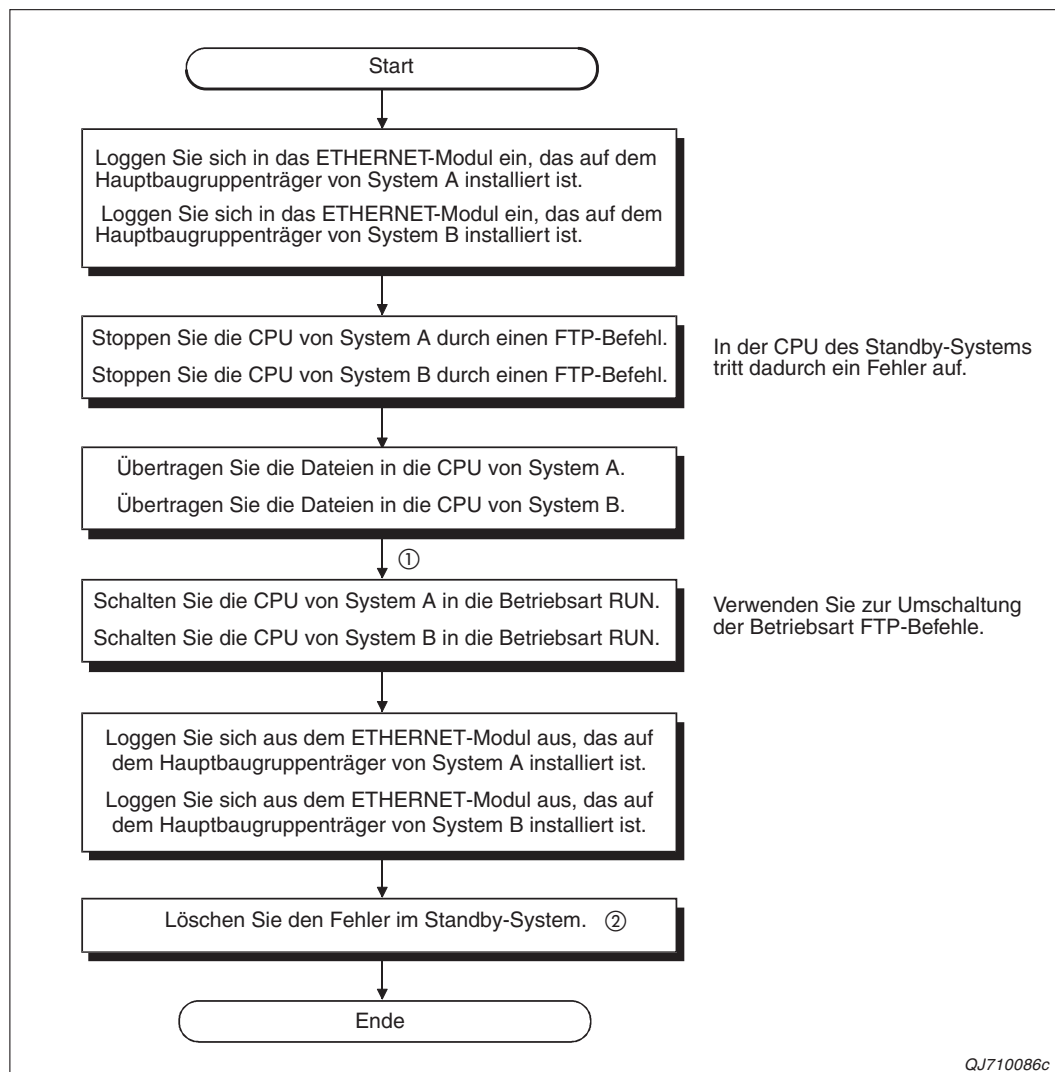 Start
Loggen Sie sich in das ETHERNET-Modul ein, das auf dem
Hauptbaugruppenträger von System A installiert ist.
Loggen Sie sich in das ETHERNET-Modul ein, das auf dem
Hauptbaugruppenträger von System B installiert ist.
Stoppen Sie die CPU von System A durch einen FTP-Befehl.
Stoppen Sie die CPU von System B durch einen FTP-Befehl.
In der CPU des Standby-Systems
tritt dadurch ein Fehler auf.
Übertragen Sie die Dateien in die CPU von System A.
Übertragen Sie die Dateien in die CPU von System B.
①
Schalten Sie die CPU von System A in die Betriebsart RUN.
Schalten Sie die CPU von System B in die Betriebsart RUN.
Verwenden Sie zur Umschaltung
der Betriebsart FTP-Befehle.
Loggen Sie sich aus dem ETHERNET-Modul aus, das auf
dem Hauptbaugruppenträger von System A installiert ist.
Loggen Sie sich aus dem ETHERNET-Modul aus, das auf
dem Hauptbaugruppenträger von System B installiert ist.
Löschen Sie den Fehler im Standby-System. ②
Ende
QJ710086c